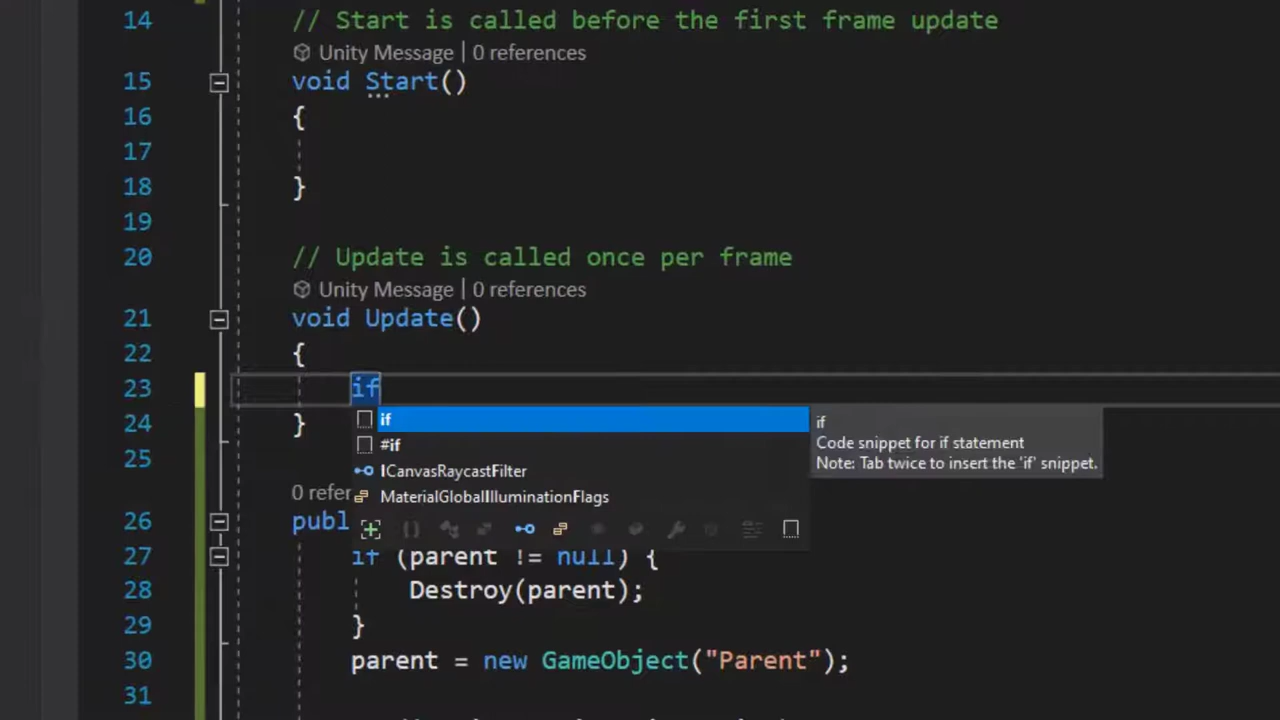 14 // Start is called before the first frame update
Unity Message | 0 references
15 void Start()
16 {
17
18 }
19
20 // Update is called once per frame
Unity Message | 0 references
21 void Update()
22 {
23 if
if
#if
ICanvasRaycastFilter
MaterialGlobalIlluminationFlags
if
Code snippet for if statement
Note: Tab twice to insert the 'if' snippet.
24 }
25
0 refer
26 publ
27 if (parent != null) {
28 Destroy(parent);
29 }
30 parent = new GameObject("Parent");
31